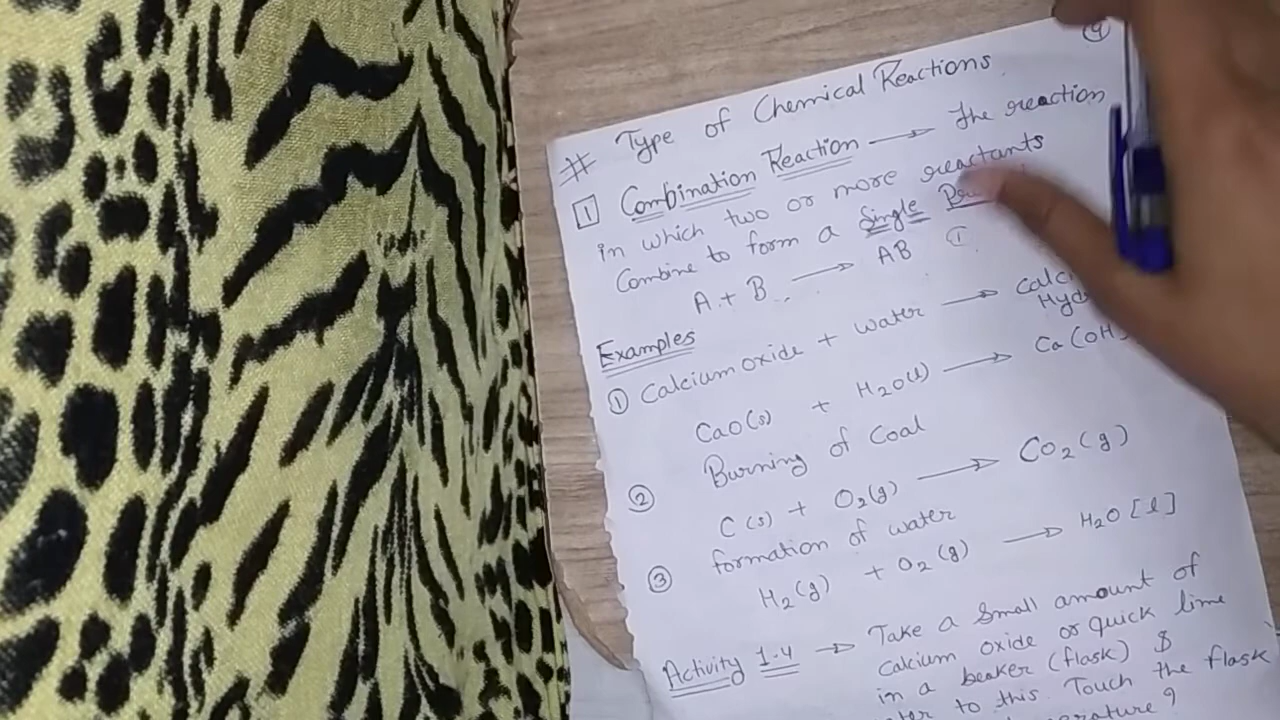 9
# Type of Chemical Reactions
1 Combination Reaction → The reaction
in which two or more reactants
Combine to form a Single
A + B → AB ①
Examples
① Calcium oxide + water →
CaO(s) + H2O(l) → Ca(OH
② Burning of Coal
C(s) + O2(g) → CO2(g)
③ formation of water
H2(g) + O2(g) → H2O[l]
Activity 1.4 → Take a small amount of
calcium oxide or quick lime
in a beaker (flask) $
to this. Touch the flask